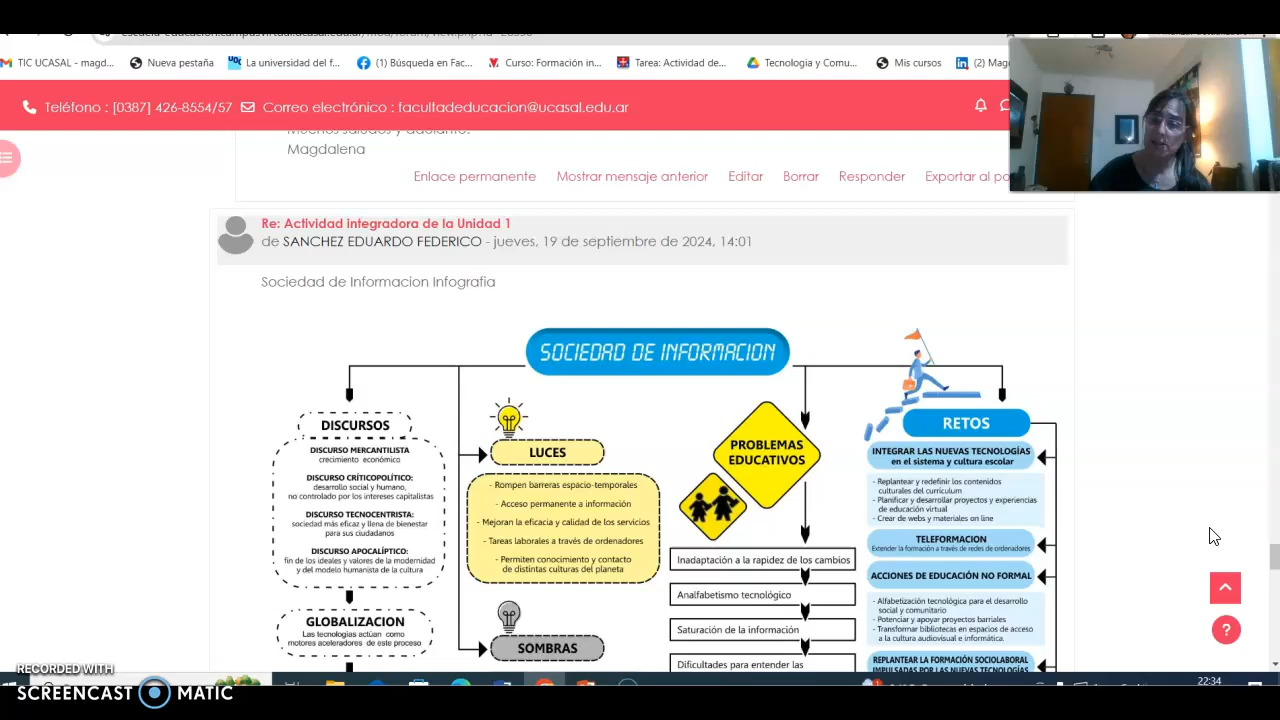 TIC UCASAL - magd...
Nueva pestaña
La universidad del f...
(1) Búsqueda en Fac...
Curso: Formación in...
Tarea: Actividad de...
Tecnologia y Comu...
Mis cursos
Teléfono : [0387] 426-8554/57
Correo electrónico : facultadeducacion@ucasal.edu.ar
Magdalena
Enlace permanente
Mostrar mensaje anterior
Editar
Borrar
Responder
Re: Actividad integradora de la Unidad 1
de SANCHEZ EDUARDO FEDERICO - jueves, 19 de septiembre de 2024, 14:01
Sociedad de Informacion Infografia
SOCIEDAD DE INFORMACION
DISCURSOS
DISCURSO MERCANTILISTA
crecimiento económico
DISCURSO CRÍTICOPOLÍTICO:
desarrollo social y humano,
no controlado por los intereses capitalistas
DISCURSO TECNOCENTRISTA:
sociedad más eficaz y llena de bienestar
para sus ciudadanos
DISCURSO APOCALÍPTICO:
fin de los ideales y valores de la modernidad
y del modelo humanista de la cultura
GLOBALIZACION
Las tecnologías actúan como
motores aceleradores de este proceso
LUCES
- Rompen barreras espacio-temporales
- Acceso permanente a información
- Mejoran la eficacia y calidad de los servicios
- Tareas laborales a través de ordenadores
- Permiten conocimiento y contacto
de distintas culturas del planeta
SOMBRAS
PROBLEMAS
EDUCATIVOS
Inadaptación a la rapidez de los cambios
Analfabetismo tecnológico
Saturación de la información
Dificultades para entender las
RETOS
INTEGRAR LAS NUEVAS TECNOLOGÍAS
en el sistema y cultura escolar
- Replantear y redefinir los contenidos
culturales del currículum
- Planificar y desarrollar proyectos y experiencias
de educación virtual
- Crear de webs y materiales on line
TELEFORMACION
Extender la formación a través de redes de ordenadores
ACCIONES DE EDUCACIÓN NO FORMAL
- Alfabetización tecnológica para el desarrollo
social y comunitario
- Potenciar y apoyar proyectos barriales
- Transformar bibliotecas en espacios de acceso
a la cultura audiovisual e informática.
REPLANTEAR LA FORMACIÓN SOCIOLABORAL
IMPULSADAS POR LAS NUEVAS TECNOLOGÍAS
?
22:34
RECORDED WITH
SCREENCAST MATIC